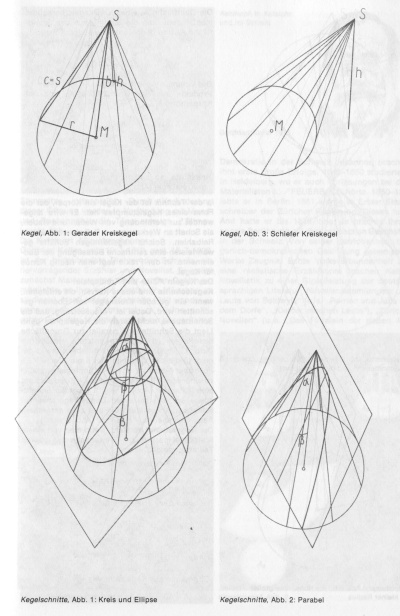 S
c=s
b=h
r
M
Kegel, Abb. 1: Gerader Kreiskegel
S
h
M
Kegel, Abb. 3: Schiefer Kreiskegel
a
β
Kegelschnitte, Abb. 1: Kreis und Ellipse
a
Kegelschnitte, Abb. 2: Parabel